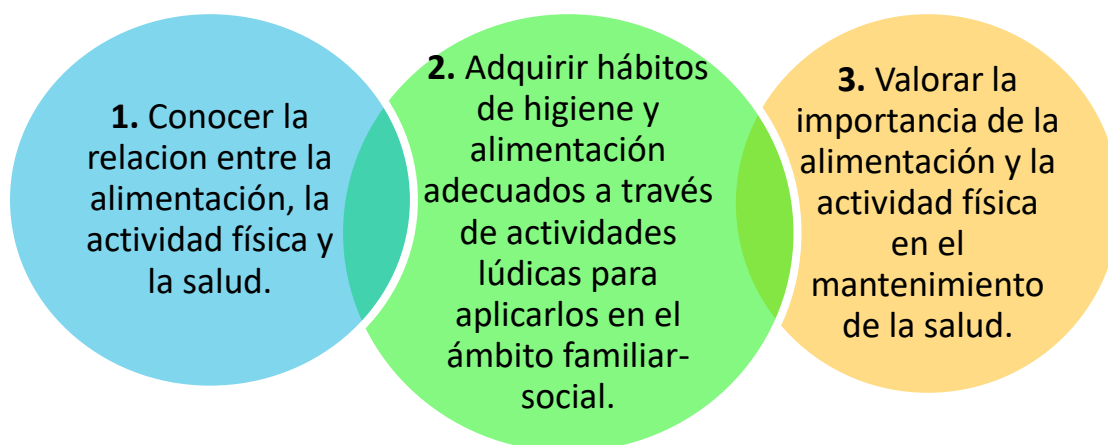 1. Conocer la
relacion entre la
alimentación, la
actividad física y
la salud.
2. Adquirir hábitos
de higiene y
alimentación
adecuados a través
de actividades
lúdicas para
aplicarlos en el
ámbito familiar-
social.
3. Valorar la
importancia de la
alimentación y la
actividad física
en el
mantenimiento
de la salud.